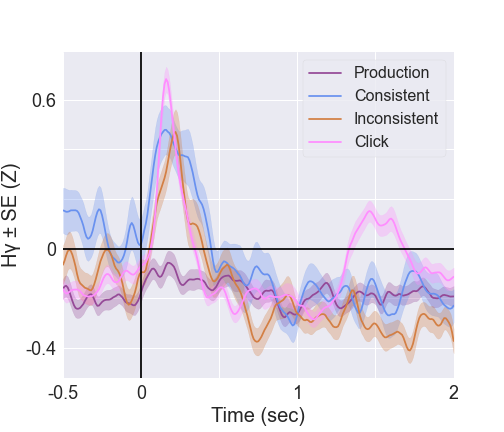 Production
Consistent
Inconsistent
Click
0.6
0
-0.4
Hγ ± SE (Z)
-0.5
0
1
2
Time (sec)